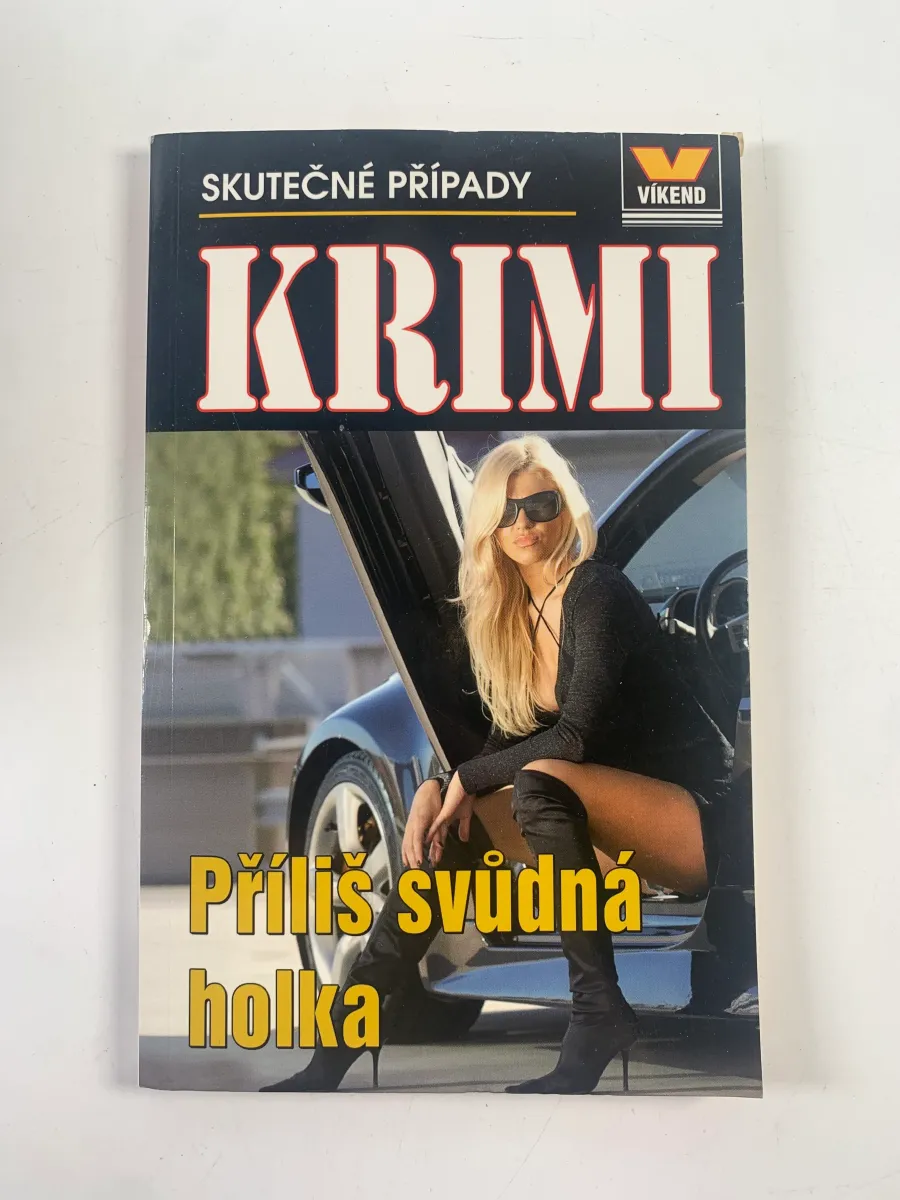 SKUTEČNÉ PŘÍPADY
VÍKEND
KRIMI
Příliš svůdná
holka